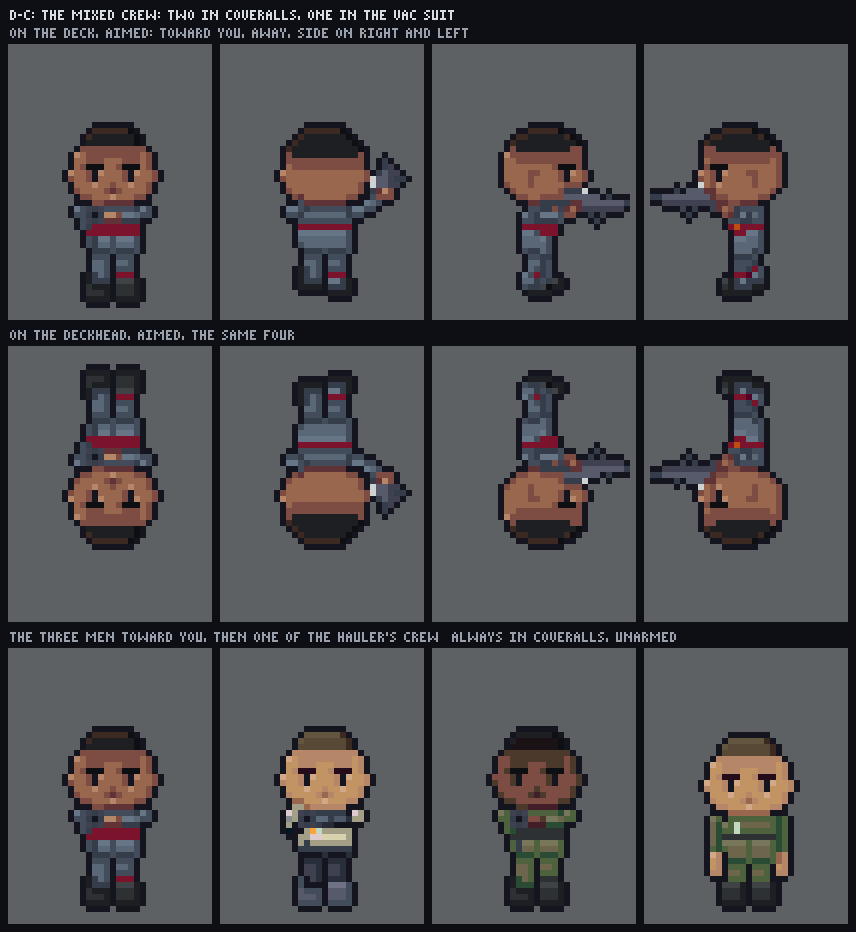 D-C: THE MIXED CREW: TWO IN COVERALLS, ONE IN THE VAC SUIT
ON THE DECK, AIMED: TOWARD YOU, AWAY, SIDE ON RIGHT AND LEFT
ON THE DECKHEAD, AIMED, THE SAME FOUR
THE THREE MEN TOWARD YOU, THEN ONE OF THE HAULER'S CREW  ALWAYS IN COVERALLS, UNARMED